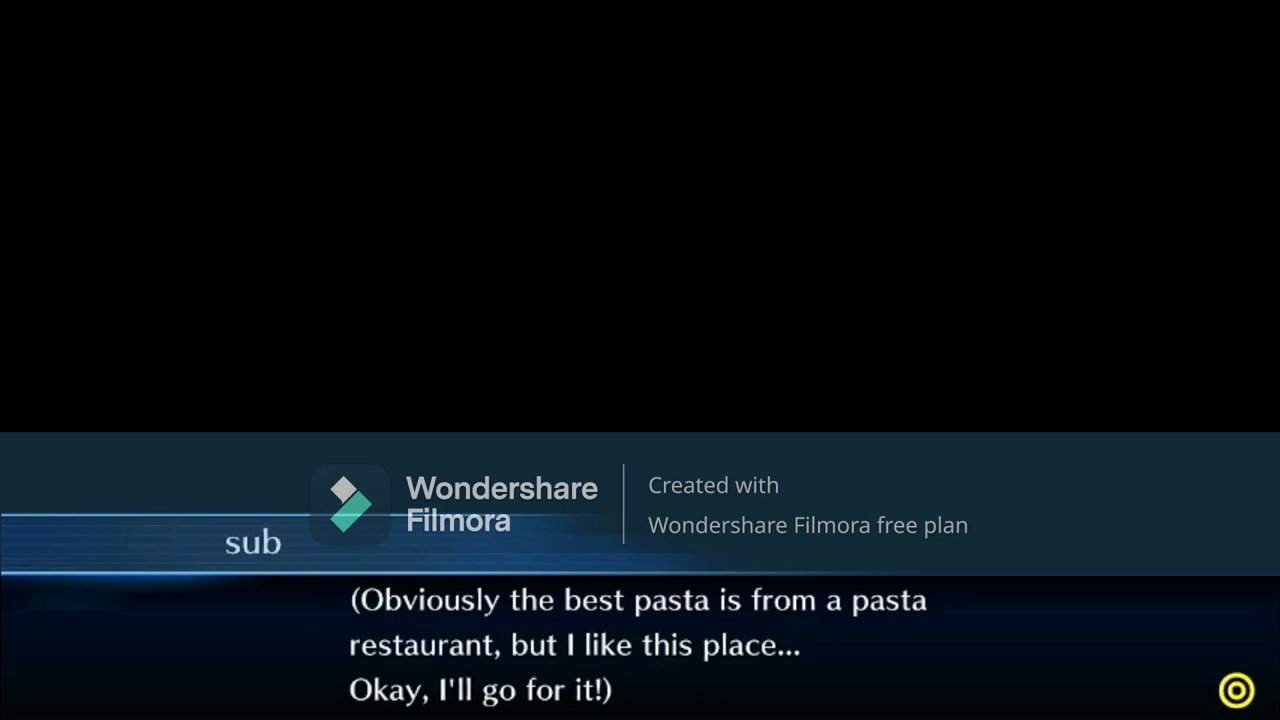 Wondershare
Filmora
Created with
Wondershare Filmora free plan
sub
(Obviously the best pasta is from a pasta
restaurant, but I like this place...
Okay, I'll go for it!)